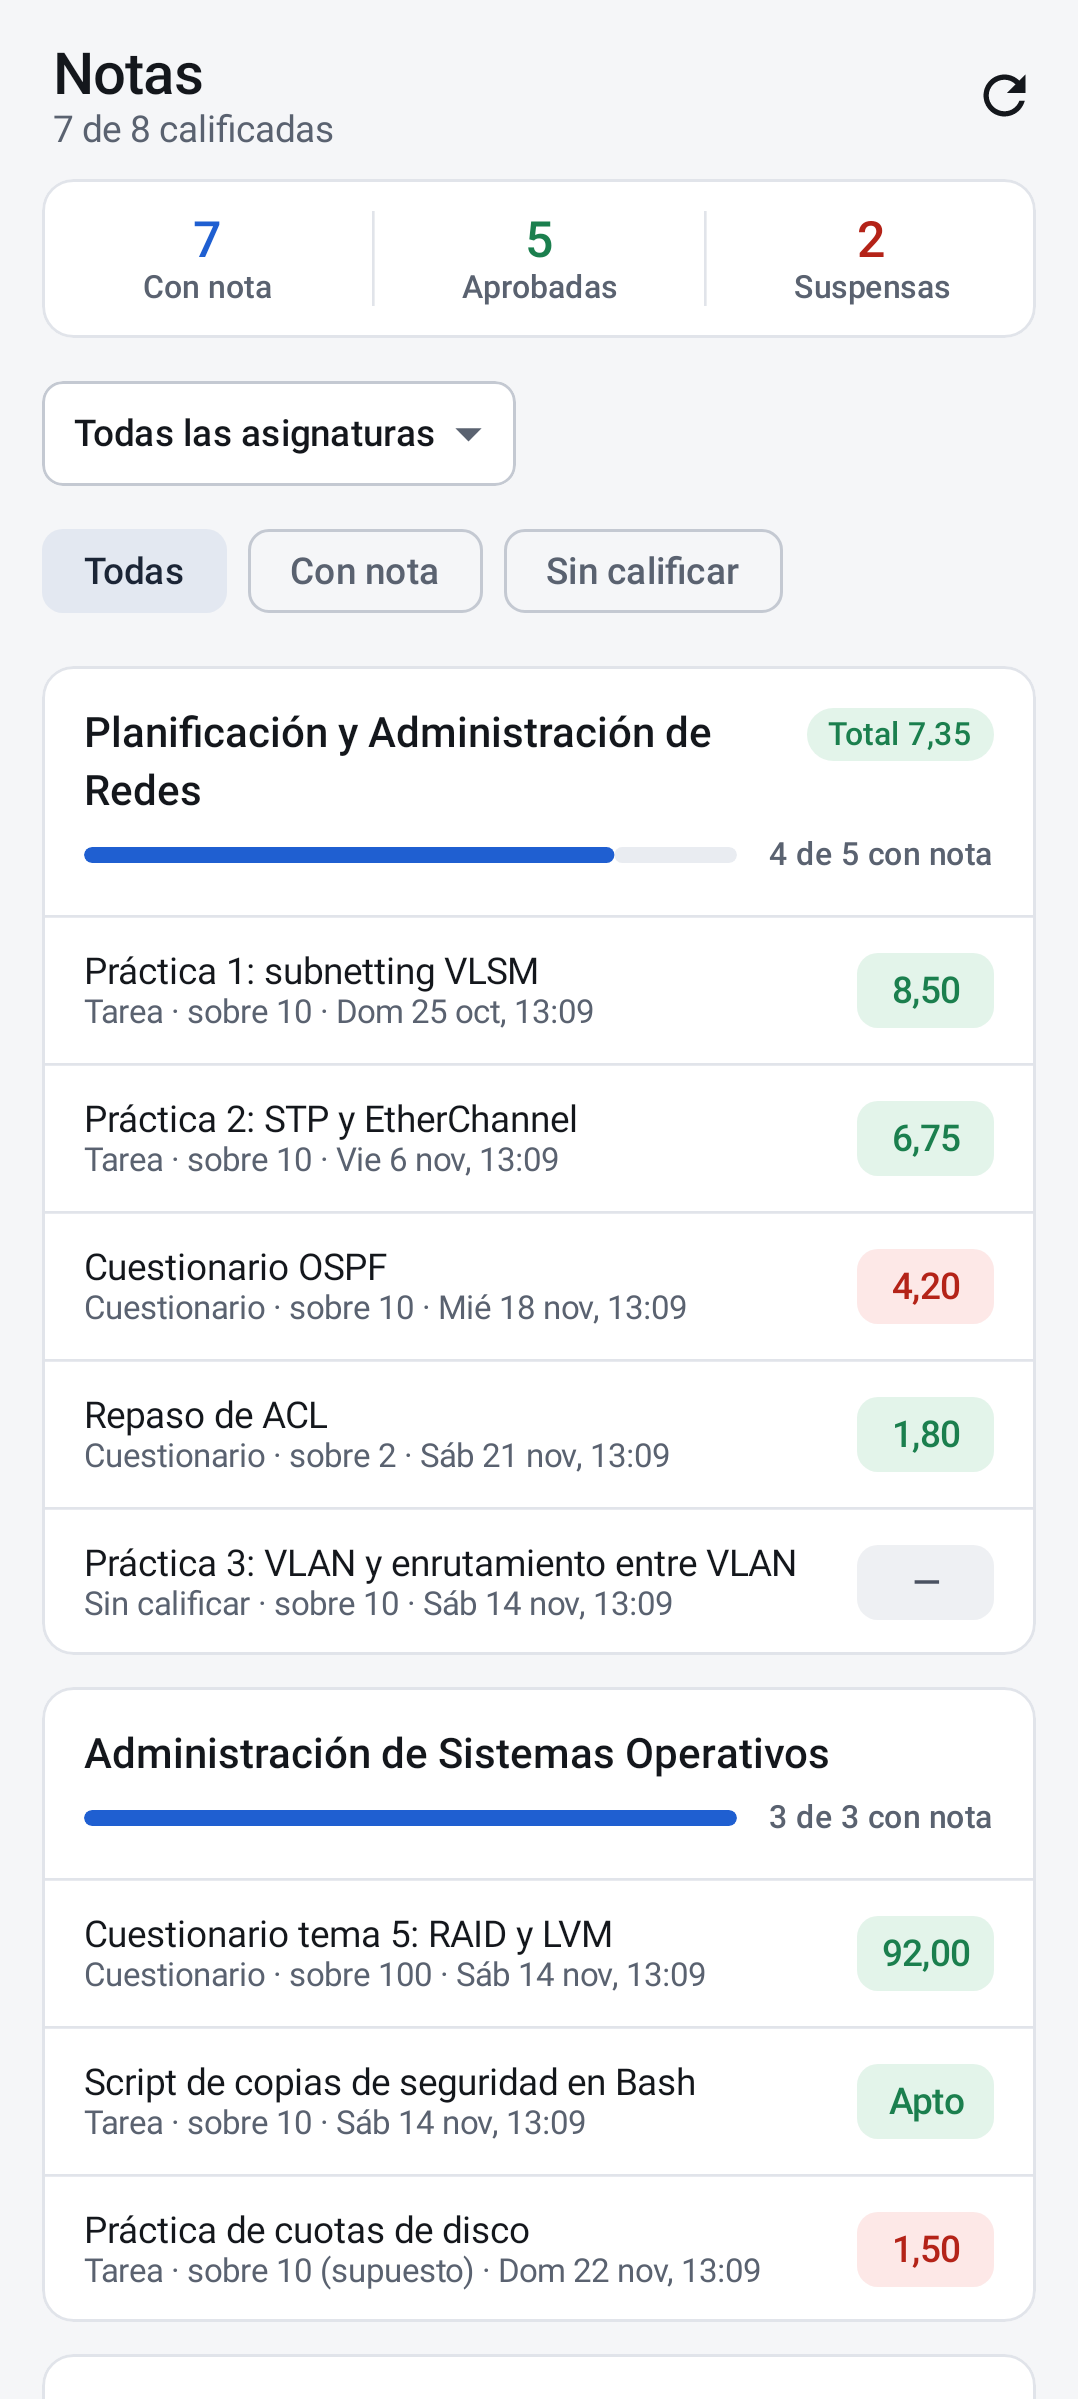 Notas
7 de 8 calificadas
7
Con nota
5
Aprobadas
2
Suspensas
Todas las asignaturas
Todas
Con nota
Sin calificar
Planificación y Administración de
Redes
Total 7,35
4 de 5 con nota
Práctica 1: subnetting VLSM
Tarea · sobre 10 · Dom 25 oct, 13:09
8,50
Práctica 2: STP y EtherChannel
Tarea · sobre 10 · Vie 6 nov, 13:09
6,75
Cuestionario OSPF
Cuestionario · sobre 10 · Mié 18 nov, 13:09
4,20
Repaso de ACL
Cuestionario · sobre 2 · Sáb 21 nov, 13:09
1,80
Práctica 3: VLAN y enrutamiento entre VLAN
Sin calificar · sobre 10 · Sáb 14 nov, 13:09
–
Administración de Sistemas Operativos
3 de 3 con nota
Cuestionario tema 5: RAID y LVM
Cuestionario · sobre 100 · Sáb 14 nov, 13:09
92,00
Script de copias de seguridad en Bash
Tarea · sobre 10 · Sáb 14 nov, 13:09
Apto
Práctica de cuotas de disco
Tarea · sobre 10 (supuesto) · Dom 22 nov, 13:09
1,50